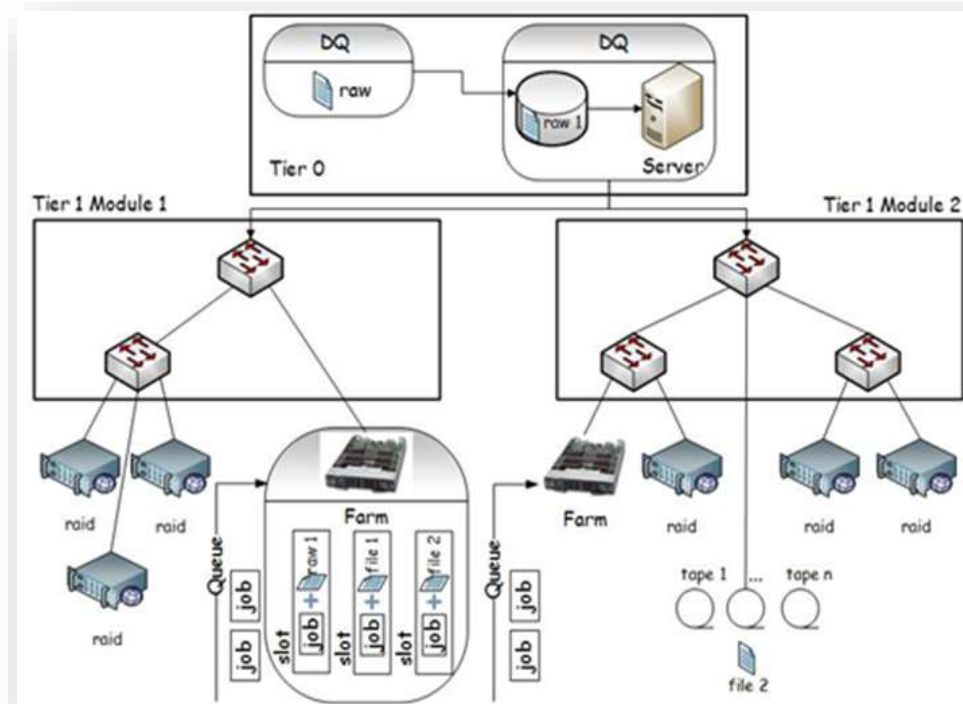 DQ
DQ
raw
raw 1
Tier 0
Server
Tier 1 Module 1
Tier 1 Module 2
raid
raid
raid
Queue
job
job
Farm
slot
job
+
raw 1
slot
job
+
file 1
slot
job
+
file 2
Queue
job
job
Farm
raid
raid
raid
tape 1
...
tape n
file 2